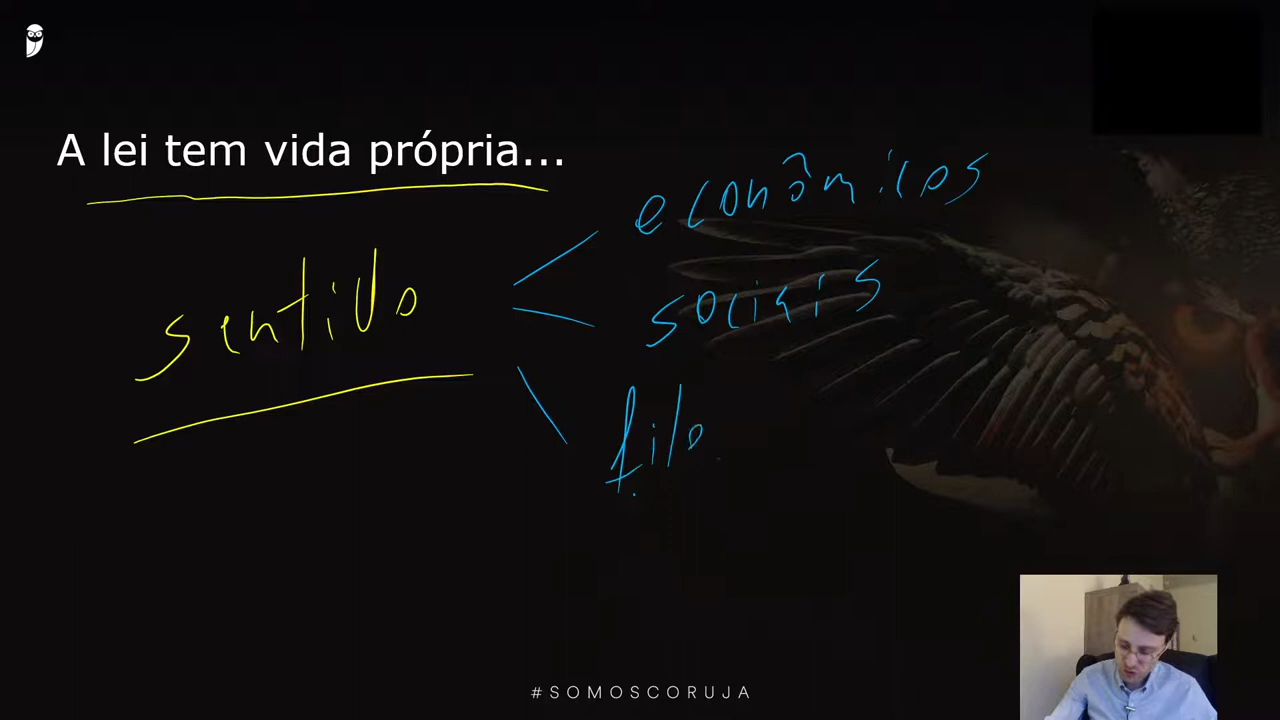 A lei tem vida própria...
sentido
econômicos
sociais
filo
#SOMOSCORUJA